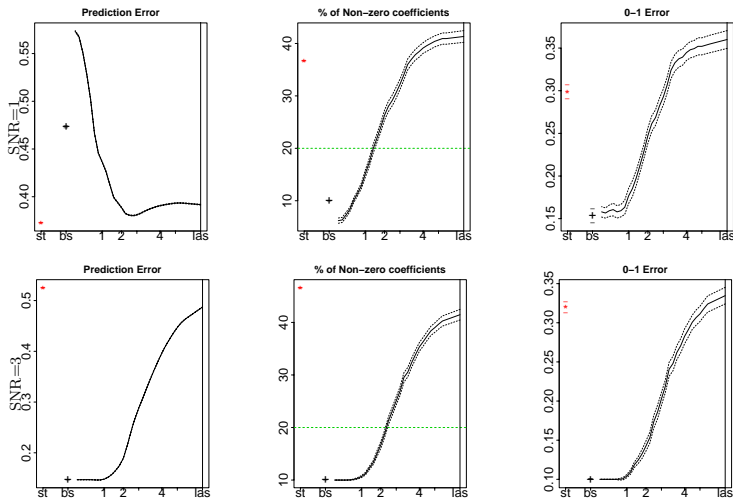 Prediction Error
% of Non−zero coefficients
0−1 Error
SNR=1
0.40 0.45 0.50 0.55
10 20 30 40
0.15 0.20 0.25 0.30 0.35
st bs 1 2 4 las
st bs 1 2 4 las
st bs 1 2 4 las
Prediction Error
% of Non−zero coefficients
0−1 Error
SNR=3
0.2 0.3 0.4 0.5
10 20 30 40
0.10 0.15 0.20 0.25 0.30
st bs 1 2 4 las
st bs 1 2 4 las
st bs 1 2 4 las